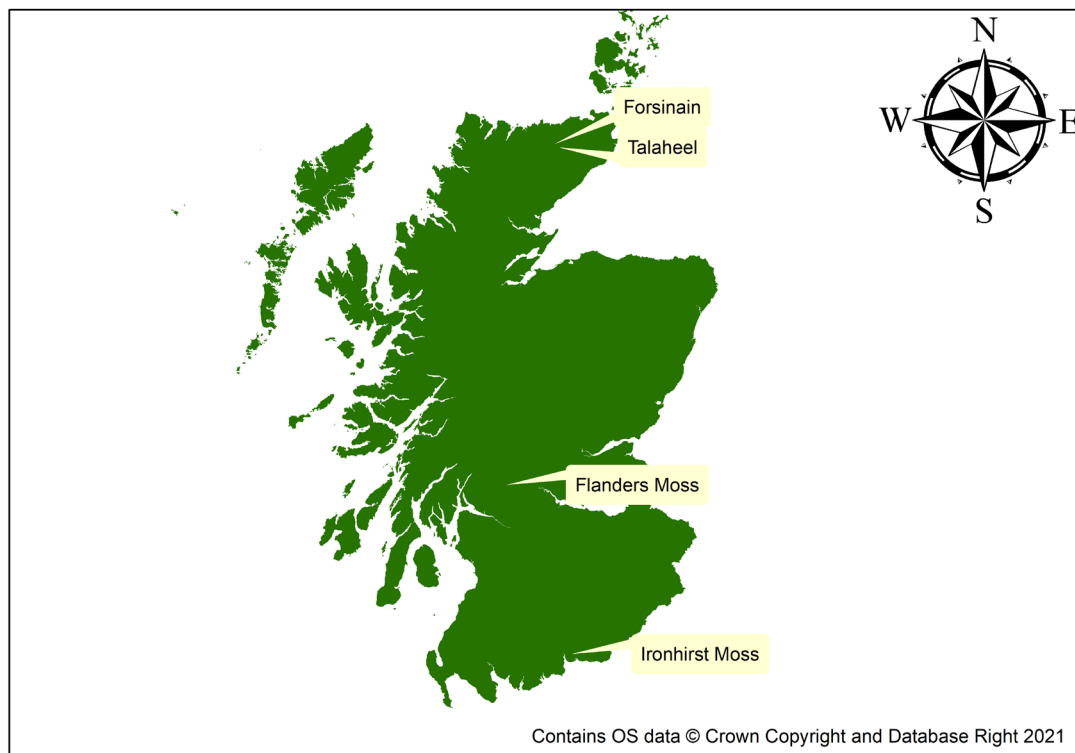 N
Forsinain
W
E
Talaheel
S
Flanders Moss
Ironhirst Moss
Contains OS data © Crown Copyright and Database Right 2021